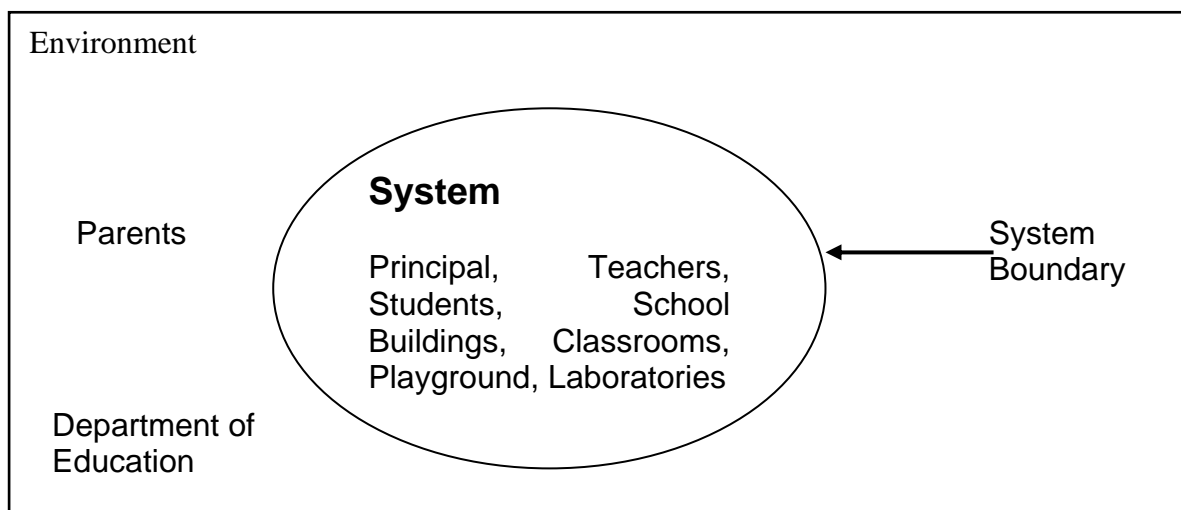 Environment
System
Parents
Principal, Teachers,
Students, School
Buildings, Classrooms,
Playground, Laboratories
System
Boundary
Department of
Education